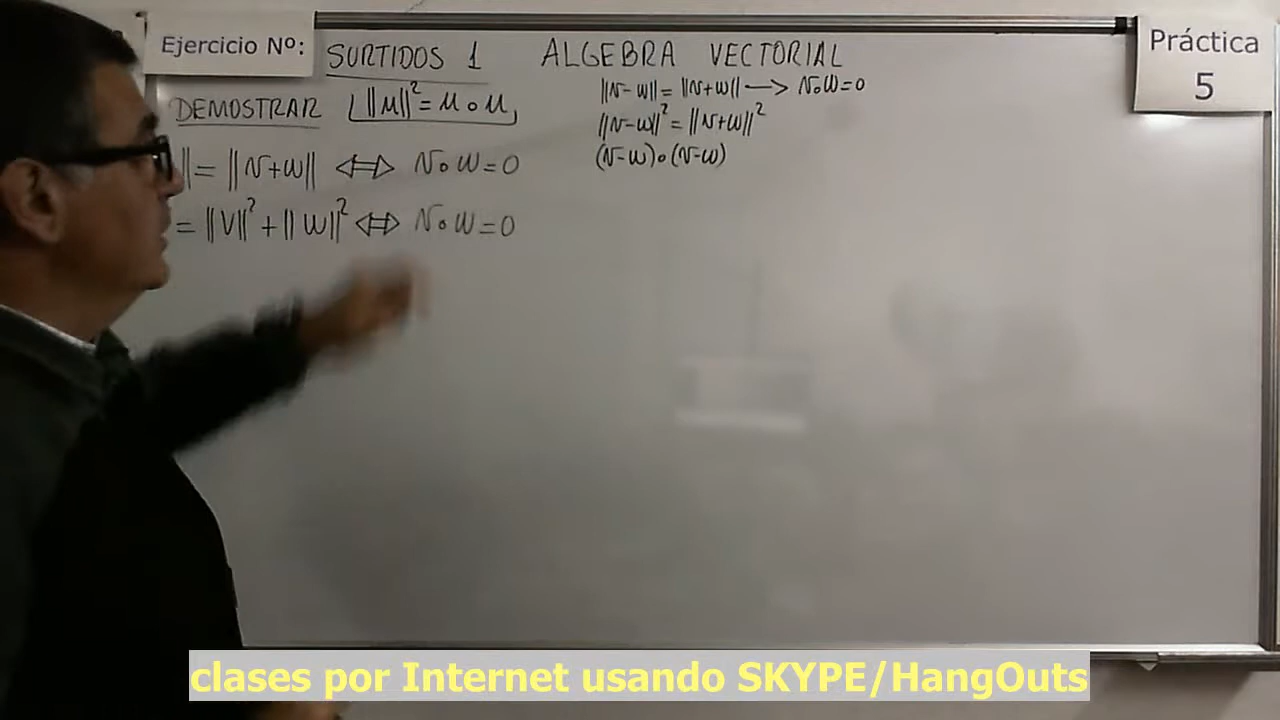 Ejercicio Nº:
SURTIDOS 1 ALGEBRA VECTORIAL
Práctica
5
DEMOSTRAR ||u||² = u∘u
|| = ||v+w|| ⟺ v∘w=0
= ||v||² + ||w||² ⟺ v∘w=0
||v-w|| = ||v+w|| → v∘w=0
||v-w||² = ||v+w||²
(v-w)∘(v-w)
clases por Internet usando SKYPE/HangOuts